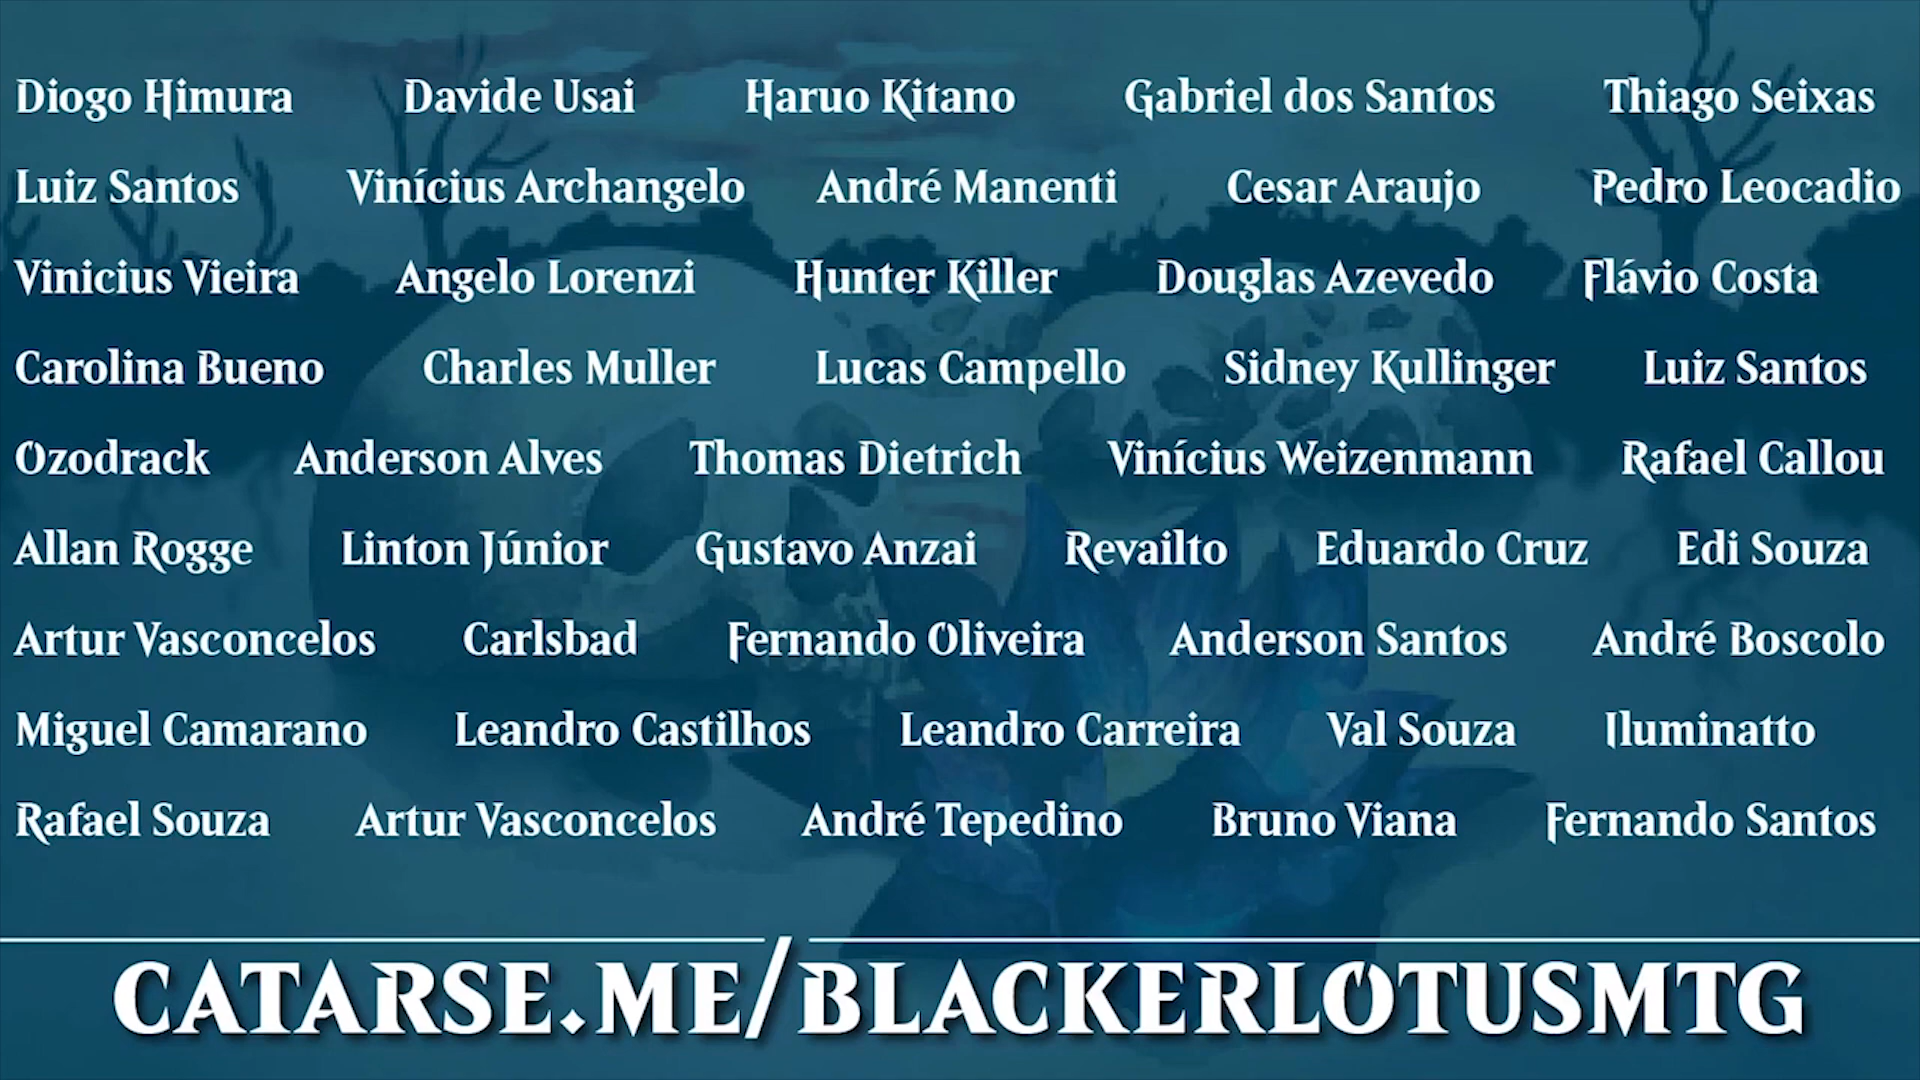 Diogo Himura Davide Usai Haruo Kitano Gabriel dos Santos Thiago Seixas
Luiz Santos Vinícius Archangelo André Manenti Cesar Araujo Pedro Leocadio
Vinicius Vieira Angelo Lorenzi Hunter Killer Douglas Azevedo Flávio Costa
Carolina Bueno Charles Muller Lucas Campello Sidney Kullinger Luiz Santos
Ozodrack Anderson Alves Thomas Dietrich Vinícius Weizenmann Rafael Callou
Allan Rogge Linton Júnior Gustavo Anzai Revailto Eduardo Cruz Edi Souza
Artur Vasconcelos Carlsbad Fernando Oliveira Anderson Santos André Boscolo
Miguel Camarano Leandro Castilhos Leandro Carreira Val Souza Iluminatto
Rafael Souza Artur Vasconcelos André Tepedino Bruno Viana Fernando Santos
CATARSE.ME/BLACKERLOTUSMTG